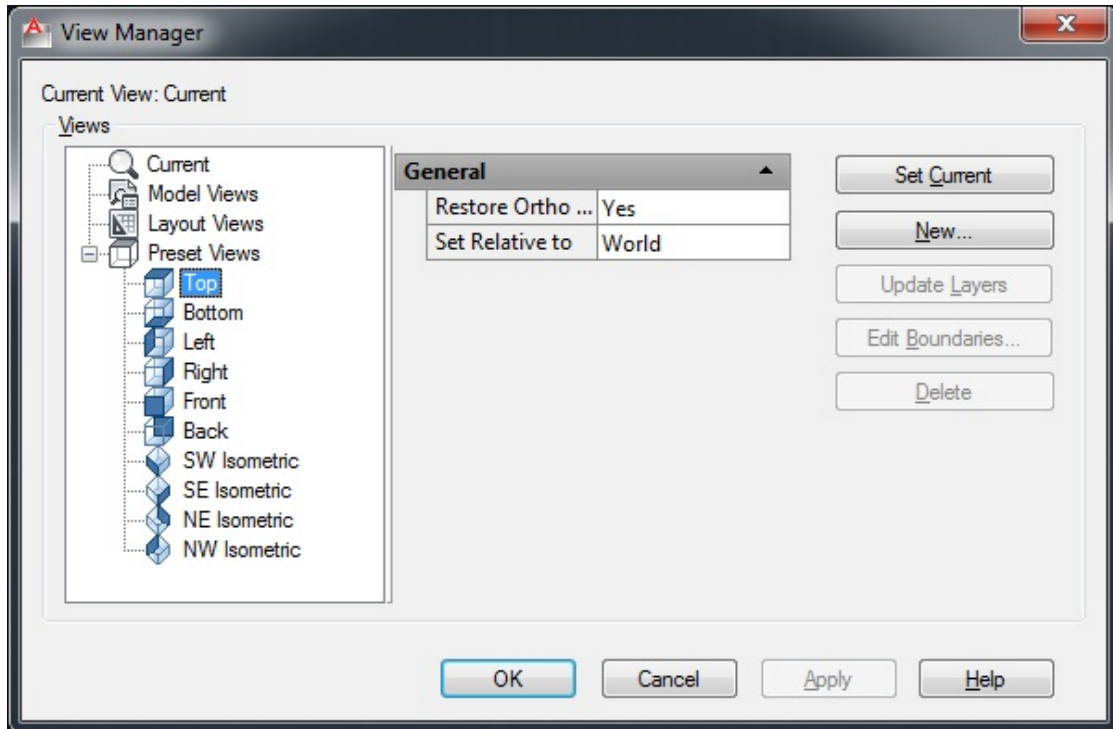 View Manager
Current View: Current
Views
Current
Model Views
Layout Views
Preset Views
Top
Bottom
Left
Right
Front
Back
SW Isometric
SE Isometric
NE Isometric
NW Isometric
General
Restore Ortho ... Yes
Set Relative to World
Set Current
New...
Update Layers
Edit Boundaries...
Delete
OK Cancel Apply Help